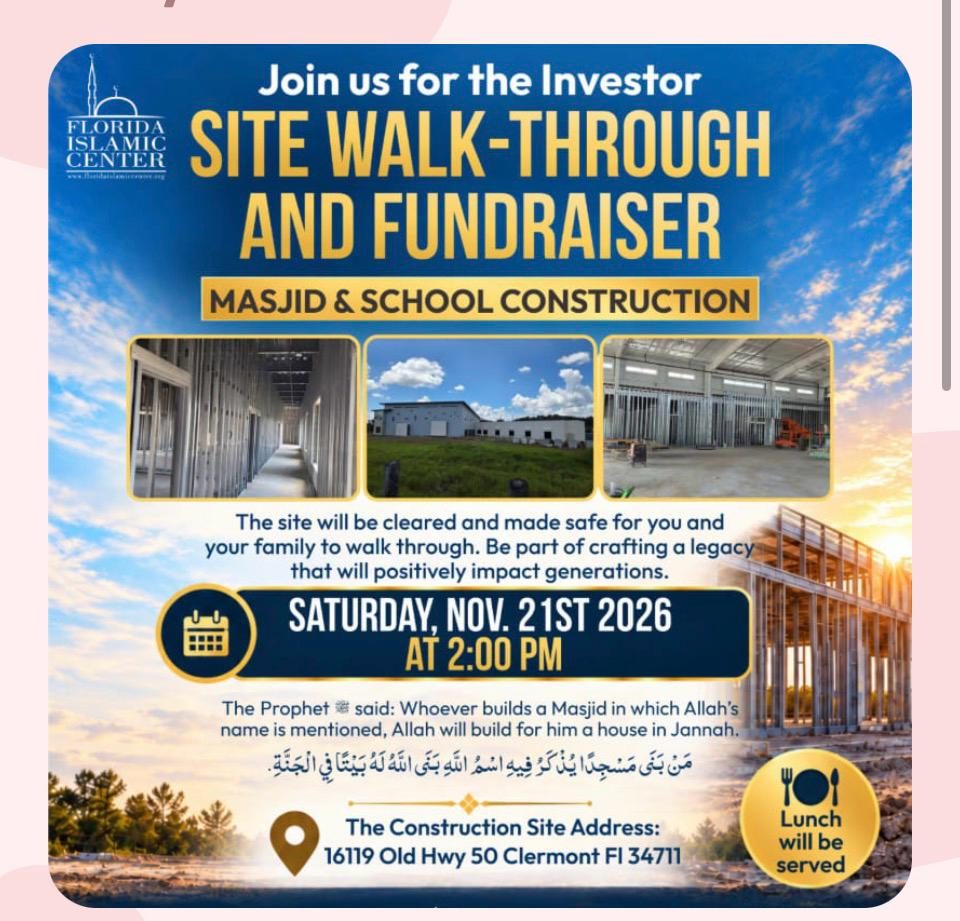 FLORIDA
ISLAMIC
CENTER
www.floridaislamiccenter.org
Join us for the Investor
SITE WALK-THROUGH
AND FUNDRAISER
MASJID & SCHOOL CONSTRUCTION
The site will be cleared and made safe for you and
your family to walk through. Be part of crafting a legacy
that will positively impact generations.
SATURDAY, NOV. 21ST 2026
AT 2:00 PM
The Prophet ﷺ said: Whoever builds a Masjid in which Allah's
name is mentioned, Allah will build for him a house in Jannah.
مَنْ بَنَى مَسْجِدًا يُذْكَرُ فِيهِ اسْمُ اللَّهِ بَنَى اللَّهُ لَهُ بَيْتًا فِي الْجَنَّةِ.
The Construction Site Address:
16119 Old Hwy 50 Clermont Fl 34711
Lunch
will be
served